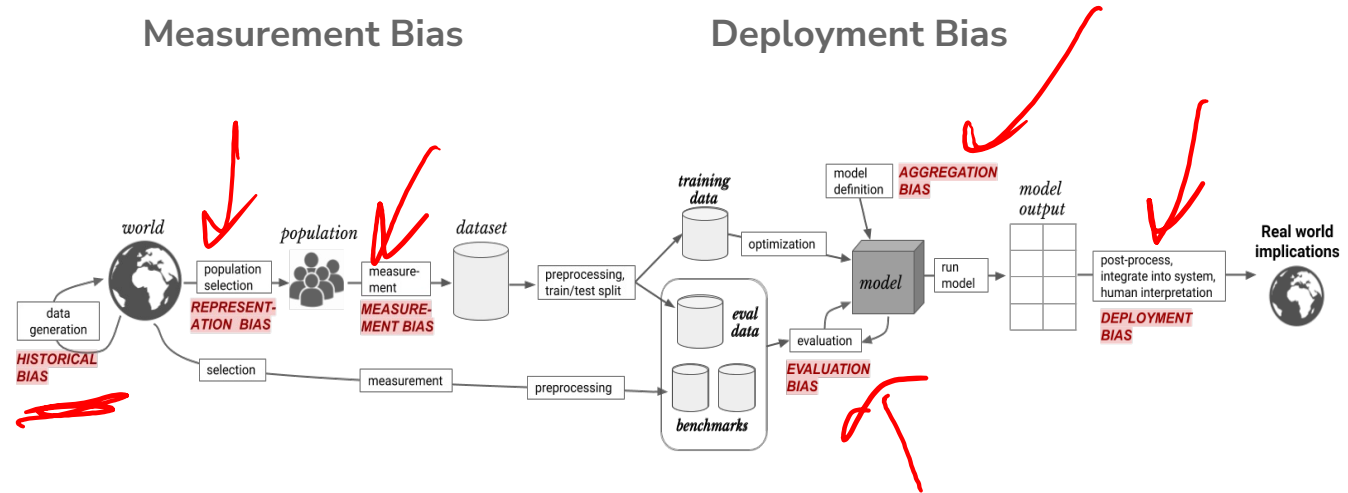 Measurement Bias
Deployment Bias
world
population
dataset
data
generation
HISTORICAL
BIAS
population
selection
REPRESENT-
ATION BIAS
measure-
ment
MEASURE-
MENT BIAS
preprocessing,
train/test split
selection
measurement
preprocessing
training
data
optimization
eval
data
benchmarks
model
definition
AGGREGATION
BIAS
model
evaluation
EVALUATION
BIAS
run
model
model
output
post-process,
integrate into system,
human interpretation
DEPLOYMENT
BIAS
Real world
implications